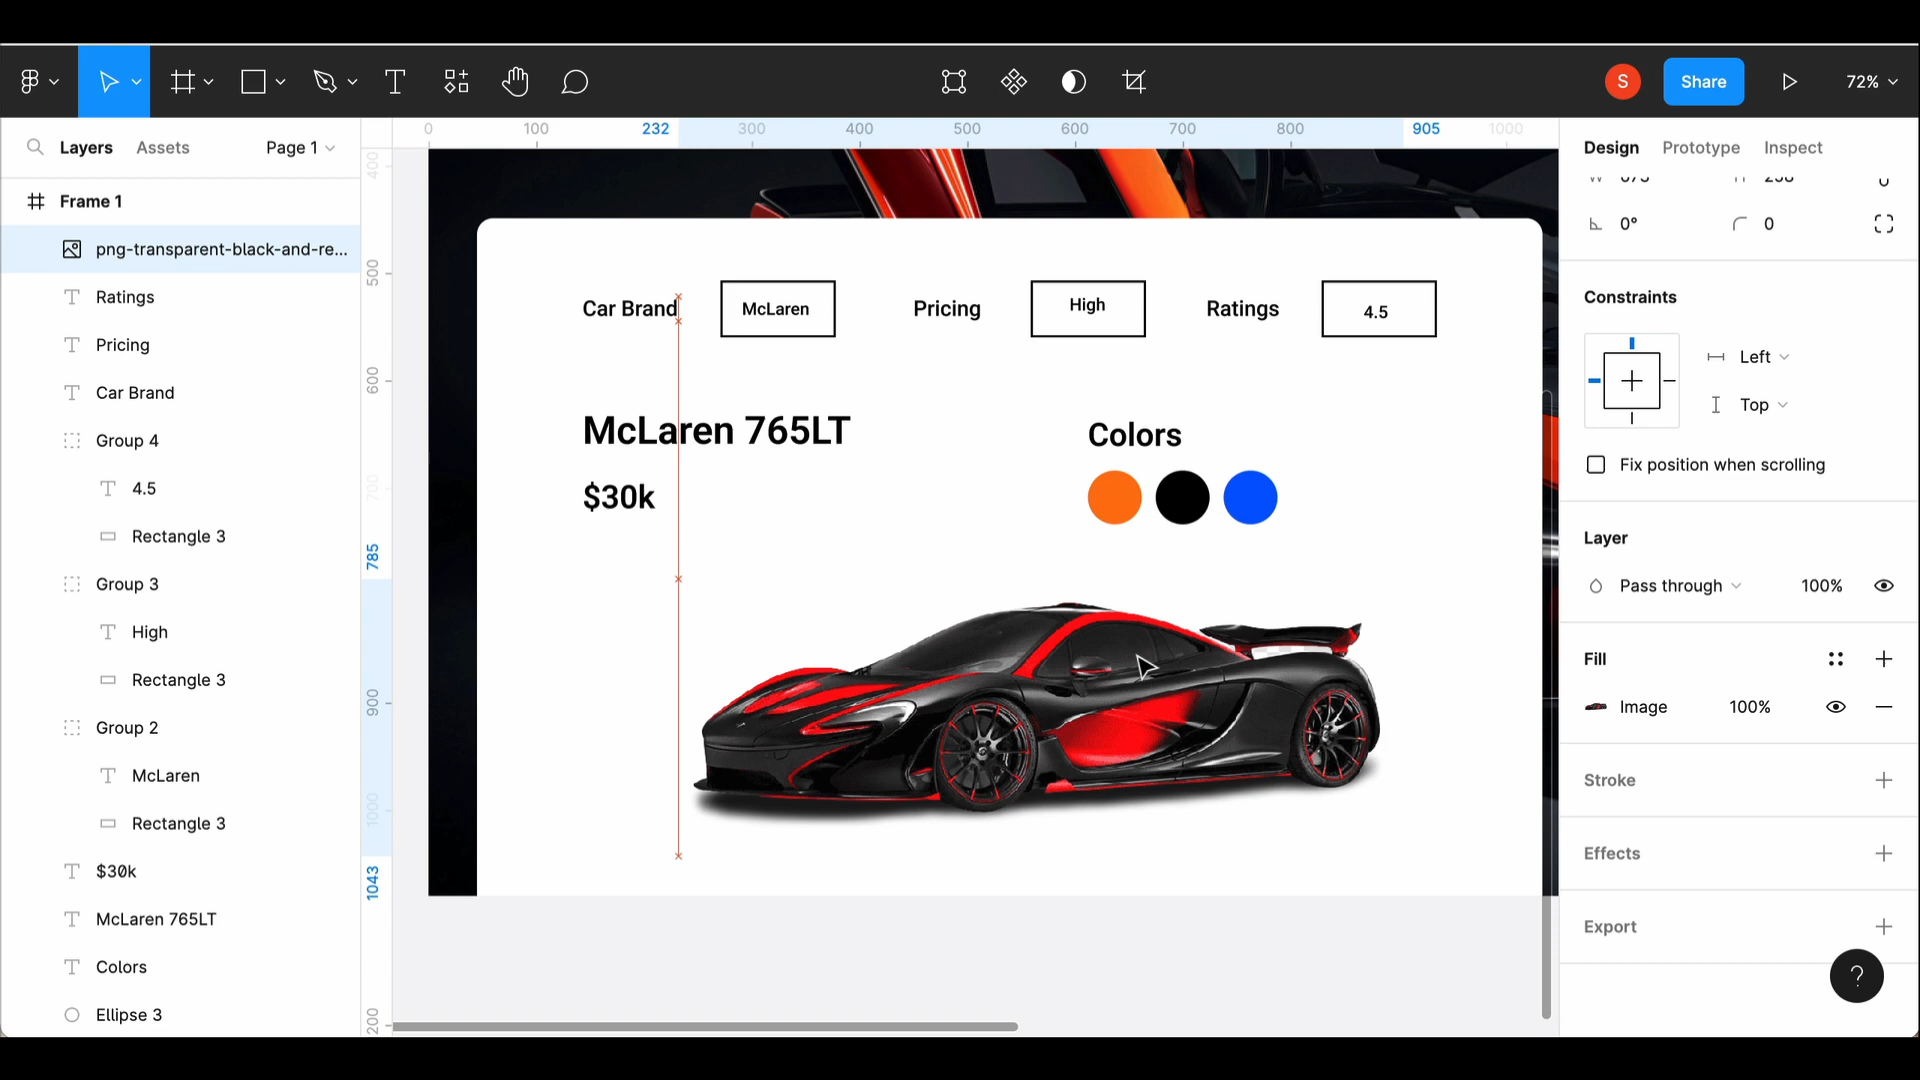 S
Share
72%
Layers
Assets
Page 1
0
100
232
300
400
500
600
700
800
905
1000
Design
Prototype
Inspect
Frame 1
png-transparent-black-and-re...
Ratings
Pricing
Car Brand
Group 4
4.5
Rectangle 3
Group 3
High
Rectangle 3
Group 2
McLaren
Rectangle 3
$30k
McLaren 765LT
Colors
Ellipse 3
400
500
600
700
785
900
1000
1043
200
Car Brand
McLaren
Pricing
High
Ratings
4.5
McLaren 765LT
Colors
$30k
0°
0
Constraints
Left
Top
Fix position when scrolling
Layer
Pass through
100%
Fill
Image
100%
Stroke
Effects
Export
?